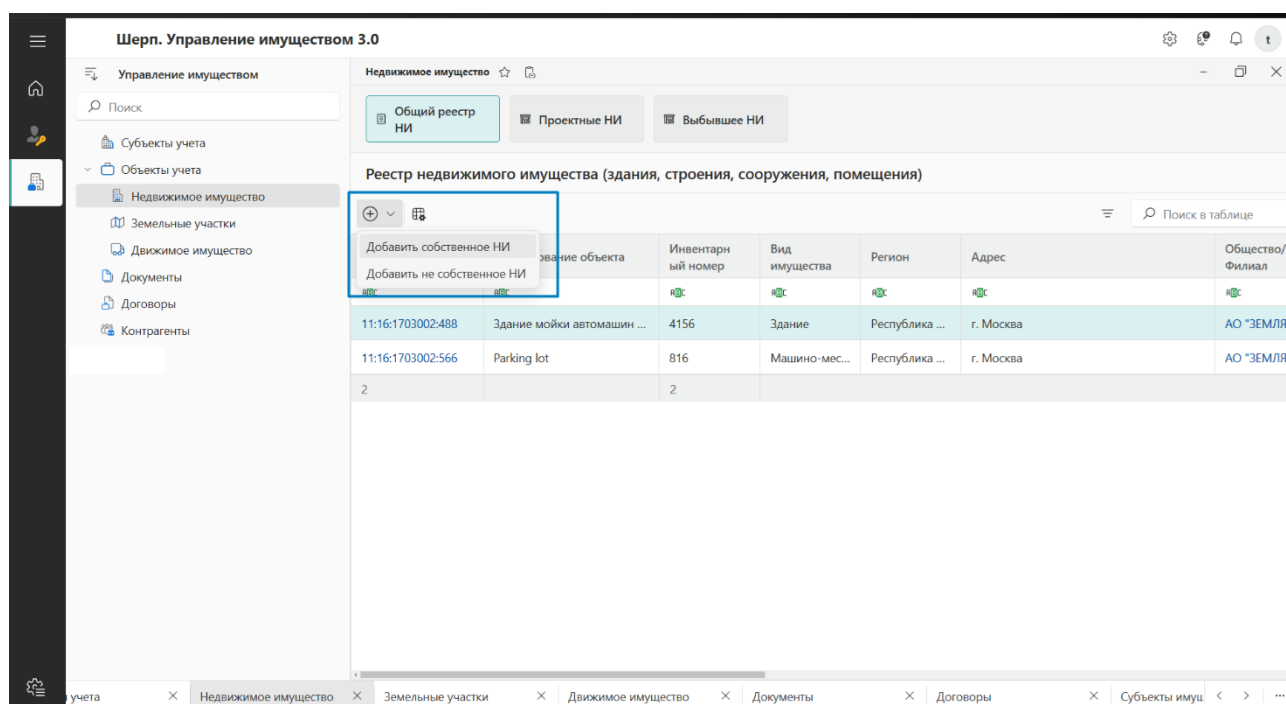 Шерп. Управление имуществом 3.0
t
Управление имуществом
Поиск
Субъекты учета
Объекты учета
Недвижимое имущество
Земельные участки
Движимое имущество
Документы
Договоры
Контрагенты
Недвижимое имущество
Общий реестр
НИ
Проектные НИ
Выбывшее НИ
Реестр недвижимого имущества (здания, строения, сооружения, помещения)
Поиск в таблице
Добавить собственное НИ
Добавить не собственное НИ
объекта
Инвентарн
ый номер
Вид
имущества
Регион
Адрес
Общество/
Филиал
11:16:1703002:488 Здание мойки автомашин ... 4156 Здание Республика ... г. Москва АО "ЗЕМЛЯ
11:16:1703002:566 Parking lot 816 Машино-мес... Республика ... г. Москва АО "ЗЕМЛЯ
2 2
учета Недвижимое имущество Земельные участки Движимое имущество Документы Договоры Субъекты имущ